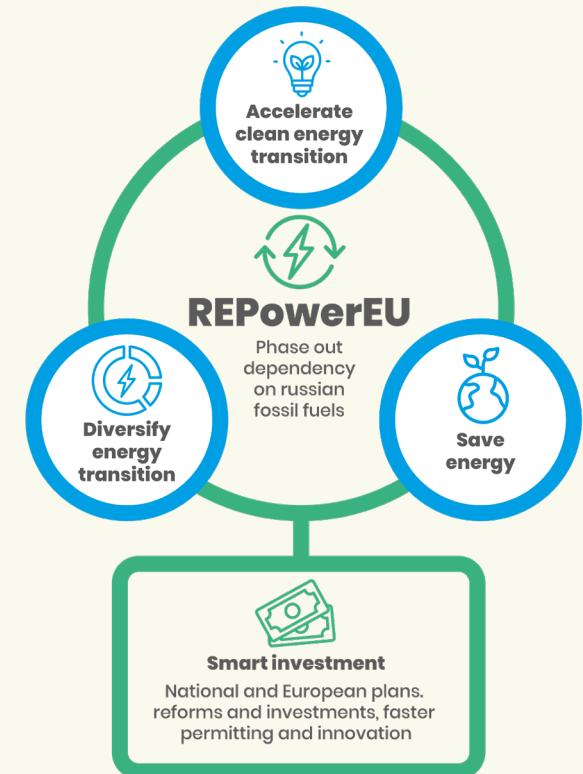 Accelerate
clean energy
transition
REPowerEU
Phase out
dependency
on russian
fossil fuels
Diversify
energy
transition
Save
energy
Smart investment
National and European plans.
reforms and investments, faster
permitting and innovation